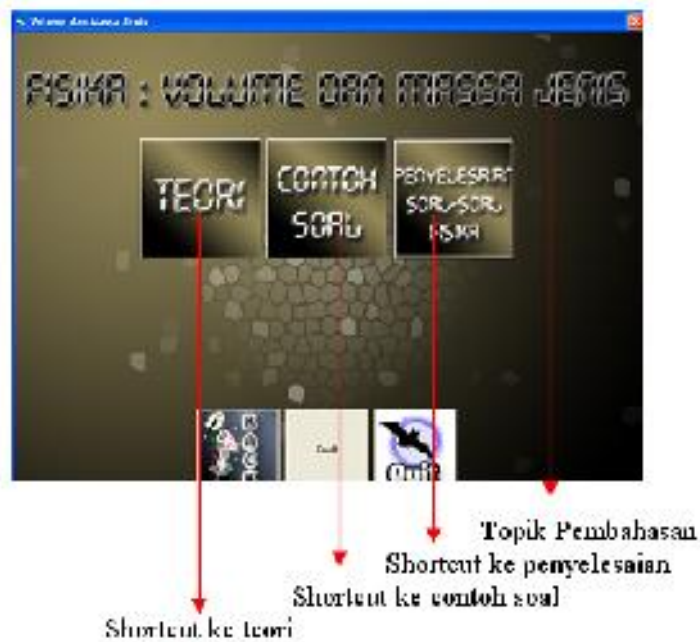 FISIKA : VOLUME DAN MASSA JENIS
TEORI
CONTOH
SOAL
PENYELESAIAN
SOAL-SOAL
FISIKA
Quit
Topik Pembahasan
Shortcut ke penyelesaian
Shortcut ke contoh soal
Shortcut ke teori